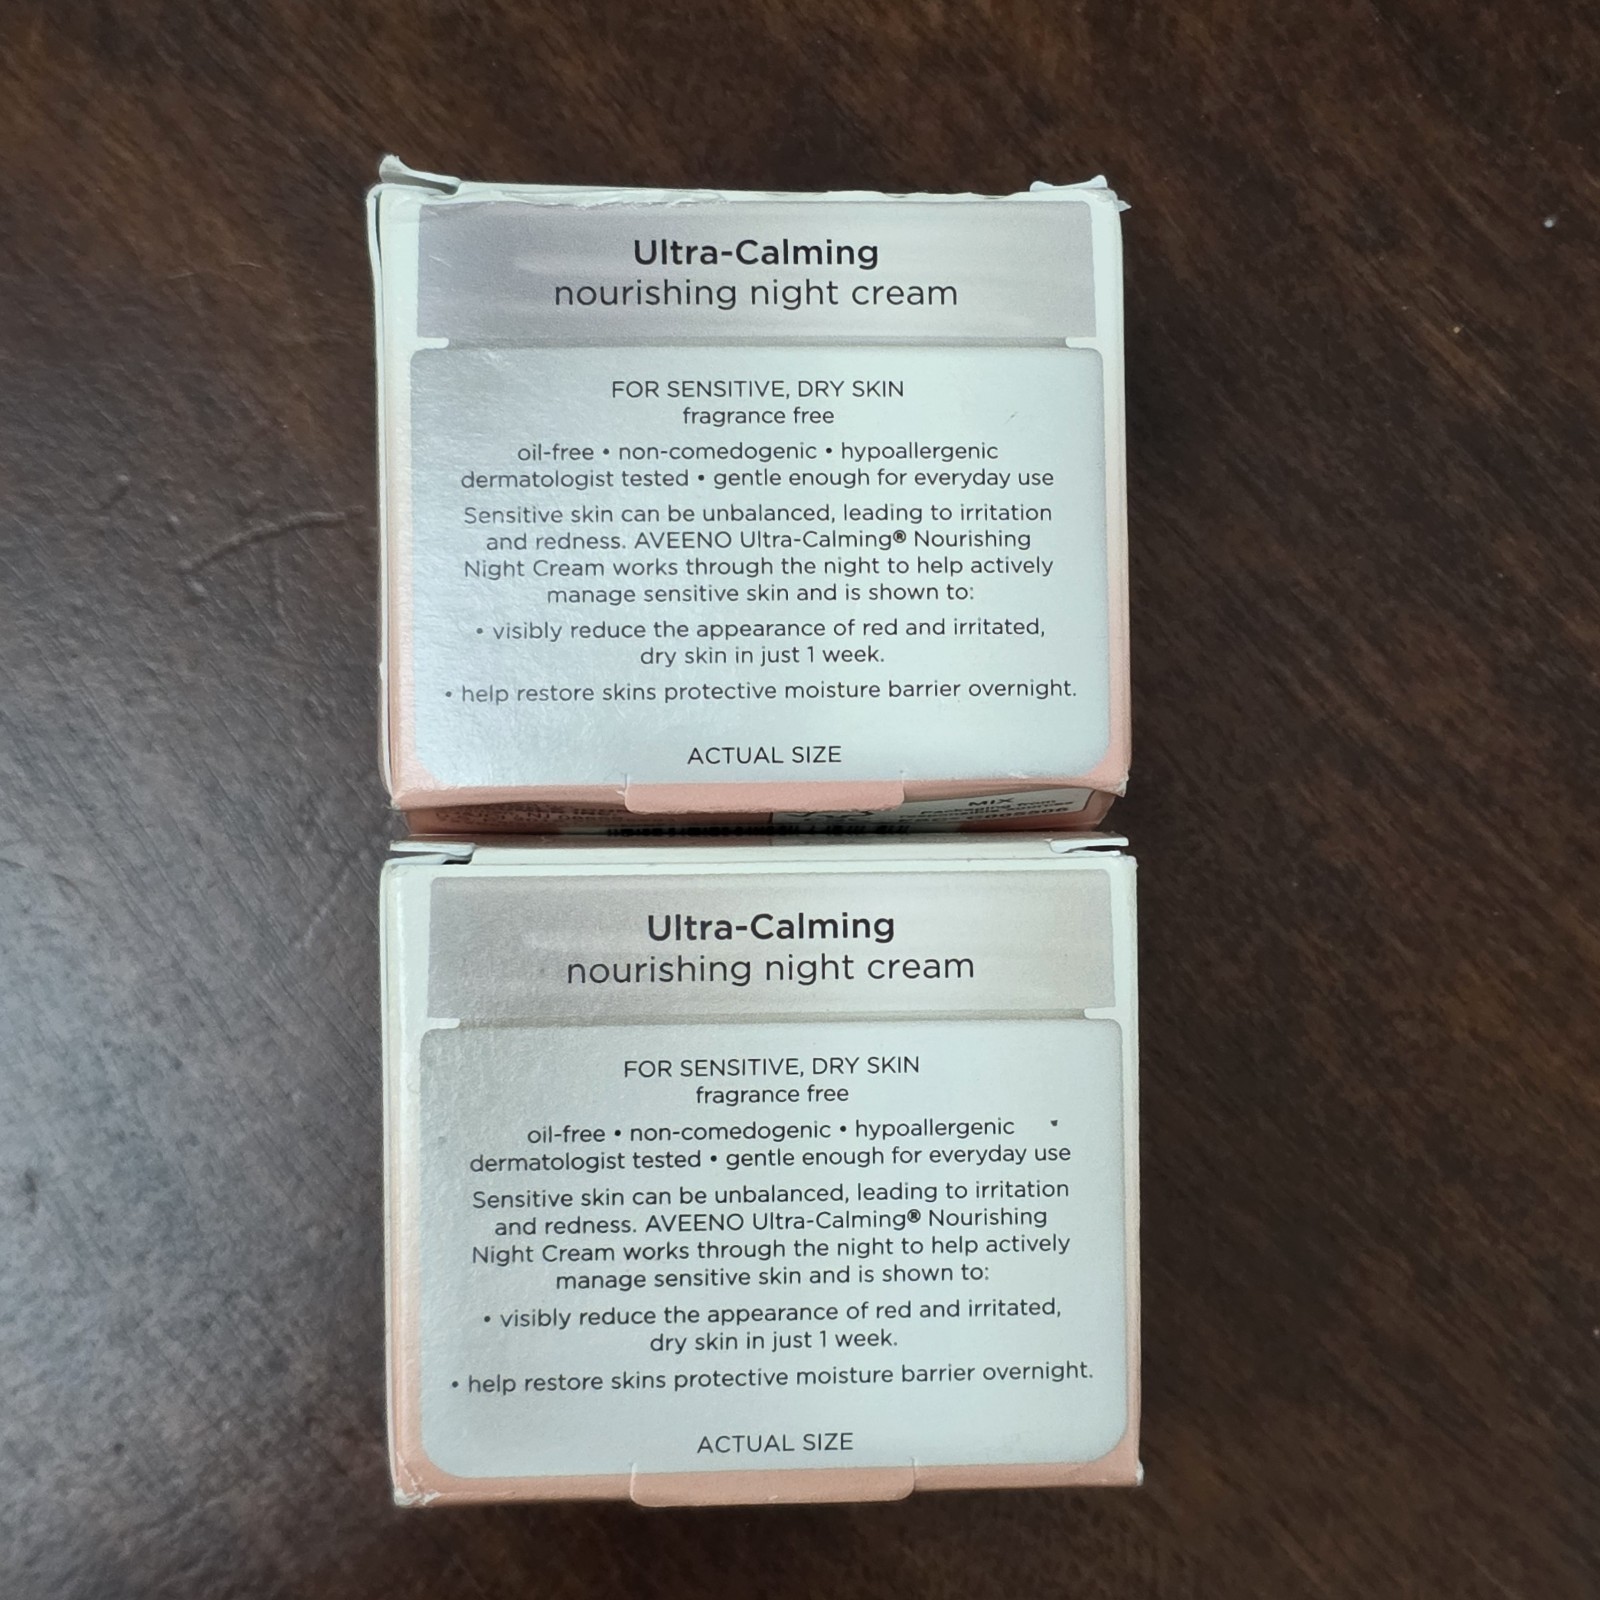 Ultra-Calming
nourishing night cream
FOR SENSITIVE, DRY SKIN
fragrance free
oil-free • non-comedogenic • hypoallergenic
dermatologist tested • gentle enough for everyday use
Sensitive skin can be unbalanced, leading to irritation
and redness. AVEENO Ultra-Calming® Nourishing
Night Cream works through the night to help actively
manage sensitive skin and is shown to:
• visibly reduce the appearance of red and irritated,
dry skin in just 1 week.
• help restore skins protective moisture barrier overnight.
ACTUAL SIZE
MIX
Packaging from
Ultra-Calming
nourishing night cream
FOR SENSITIVE, DRY SKIN
fragrance free
oil-free • non-comedogenic • hypoallergenic
dermatologist tested • gentle enough for everyday use
Sensitive skin can be unbalanced, leading to irritation
and redness. AVEENO Ultra-Calming® Nourishing
Night Cream works through the night to help actively
manage sensitive skin and is shown to:
• visibly reduce the appearance of red and irritated,
dry skin in just 1 week.
• help restore skins protective moisture barrier overnight.
ACTUAL SIZE